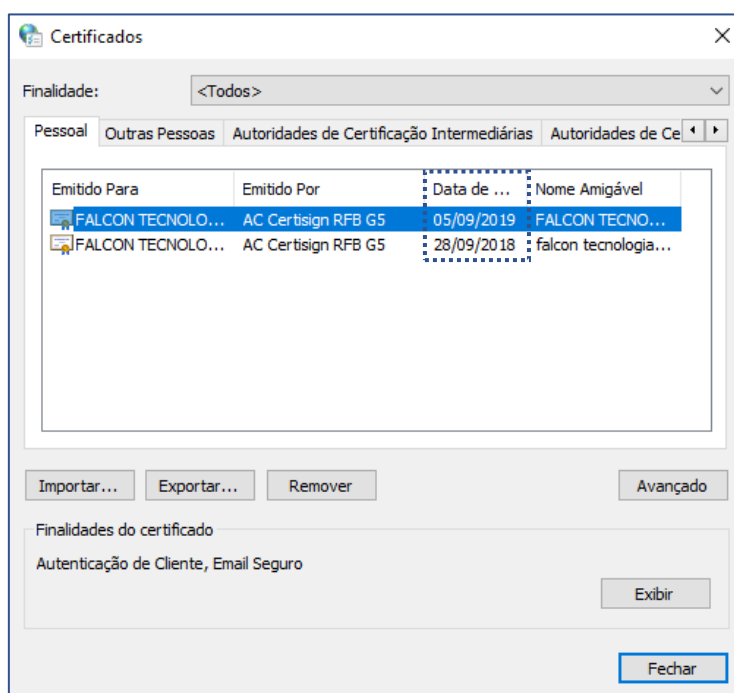 Certificados
Finalidade: <Todos>
Pessoal Outras Pessoas Autoridades de Certificação Intermediárias Autoridades de Ce
Emitido Para Emitido Por Data de ... Nome Amigável
FALCON TECNOLO... AC Certisign RFB G5 05/09/2019 FALCON TECNO...
FALCON TECNOLO... AC Certisign RFB G5 28/09/2018 falcon tecnologia...
Importar... Exportar... Remover Avançado
Finalidades do certificado
Autenticação de Cliente, Email Seguro
Exibir
Fechar